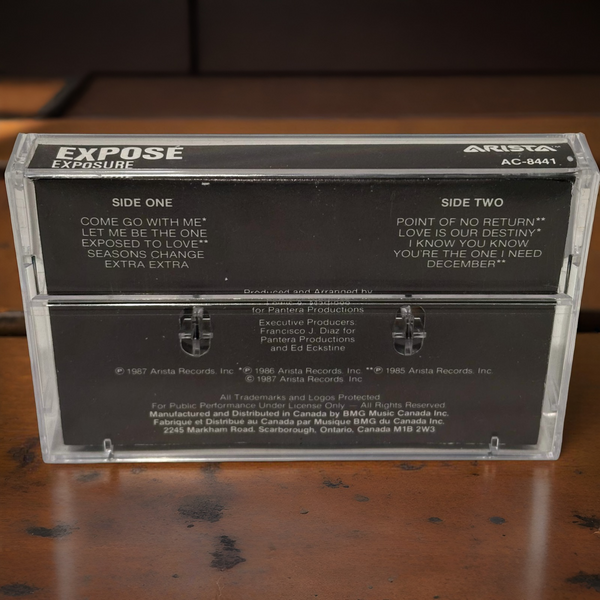 EXPOSÉ
EXPOSURE
ARISTA
AC-8441
SIDE ONE
COME GO WITH ME*
LET ME BE THE ONE
EXPOSED TO LOVE**
SEASONS CHANGE
EXTRA EXTRA
SIDE TWO
POINT OF NO RETURN**
LOVE IS OUR DESTINY*
I KNOW YOU KNOW
YOU'RE THE ONE I NEED
DECEMBER**
Produced and Arranged by
for Pantera Productions
Executive Producers
Francisco J. Diaz for
Pantera Productions
and Ed Eckstine
℗ 1987 Arista Records. Inc. *℗ 1986 Arista Records. Inc. **℗ 1985 Arista Records. Inc.
© 1987 Arista Records. Inc
All Trademarks and Logos Protected
For Public Performance Under License Only — All Rights Reserved.
Manufactured and Distributed in Canada by BMG Music Canada Inc.
Fabriqué et Distribué au Canada par Musique BMG du Canada Inc.
2245 Markham Road. Scarborough, Ontario, Canada M1B 2W3